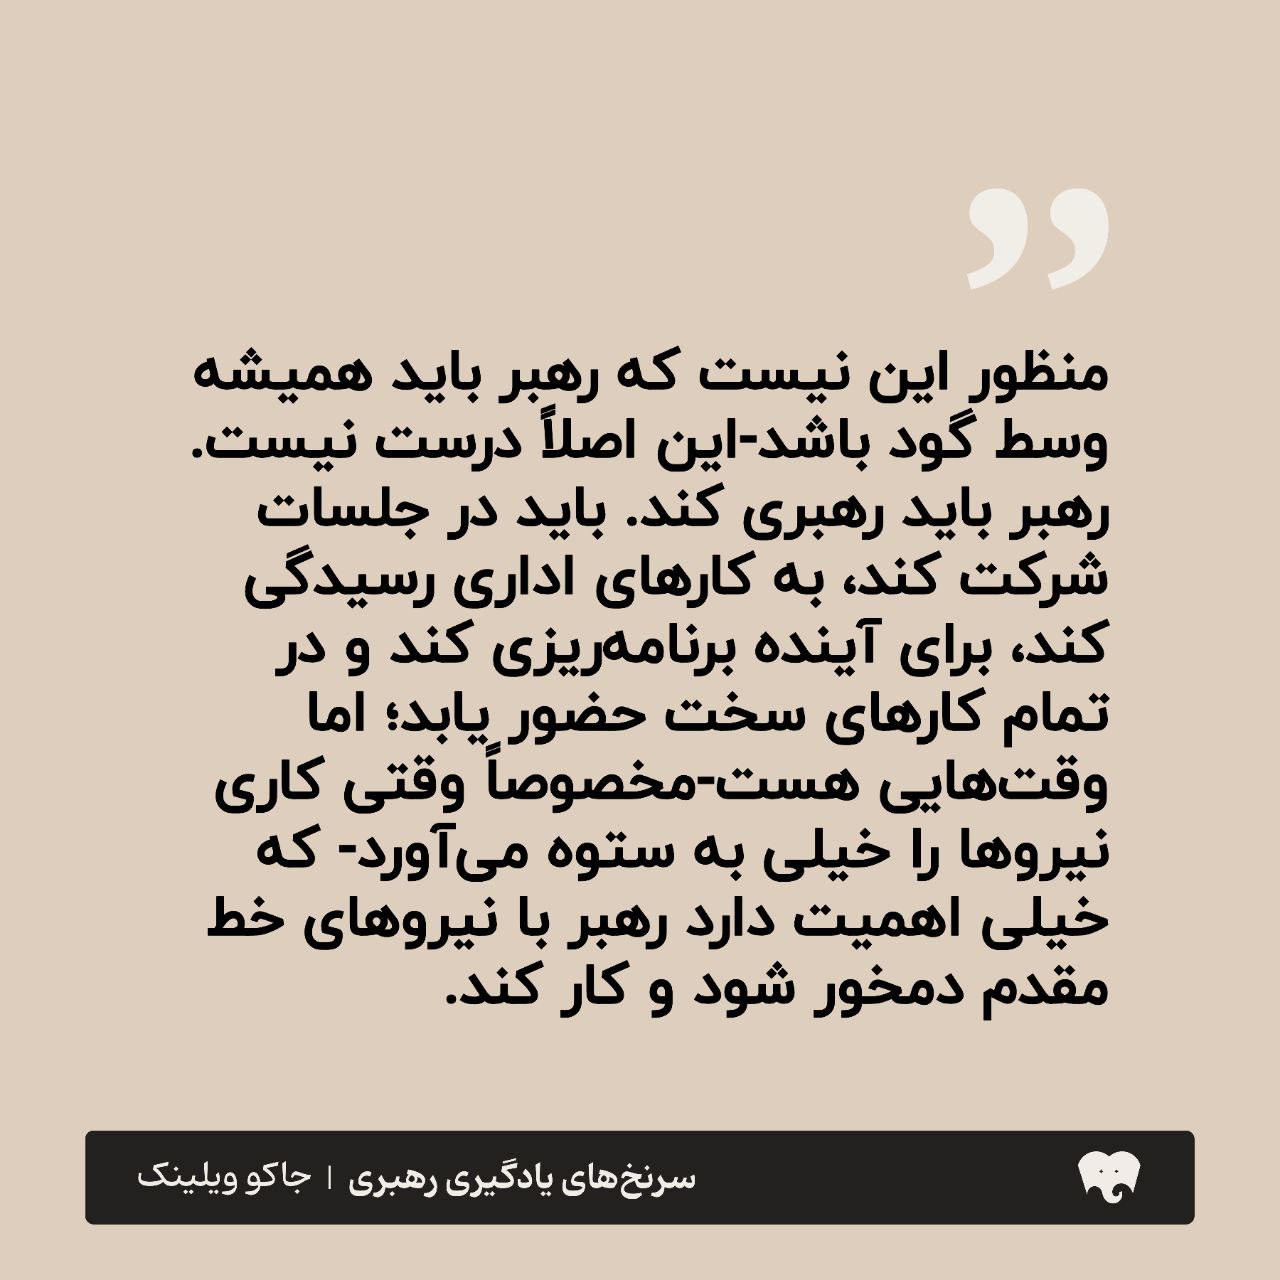 ”
منظور این نیست که رهبر باید همیشه
وسط گود باشد-این اصلاً درست نیست.
رهبر باید رهبری کند. باید در جلسات
شرکت کند، به کارهای اداری رسیدگی
کند، برای آینده برنامه‌ریزی کند و در
تمام کارهای سخت حضور یابد؛ اما
وقت‌هایی هست-مخصوصاً وقتی کاری
نیروها را خیلی به ستوه می‌آورد- که
خیلی اهمیت دارد رهبر با نیروهای خط
مقدم دمخور شود و کار کند.
سرنخ‌های یادگیری رهبری | جاکو ویلینک